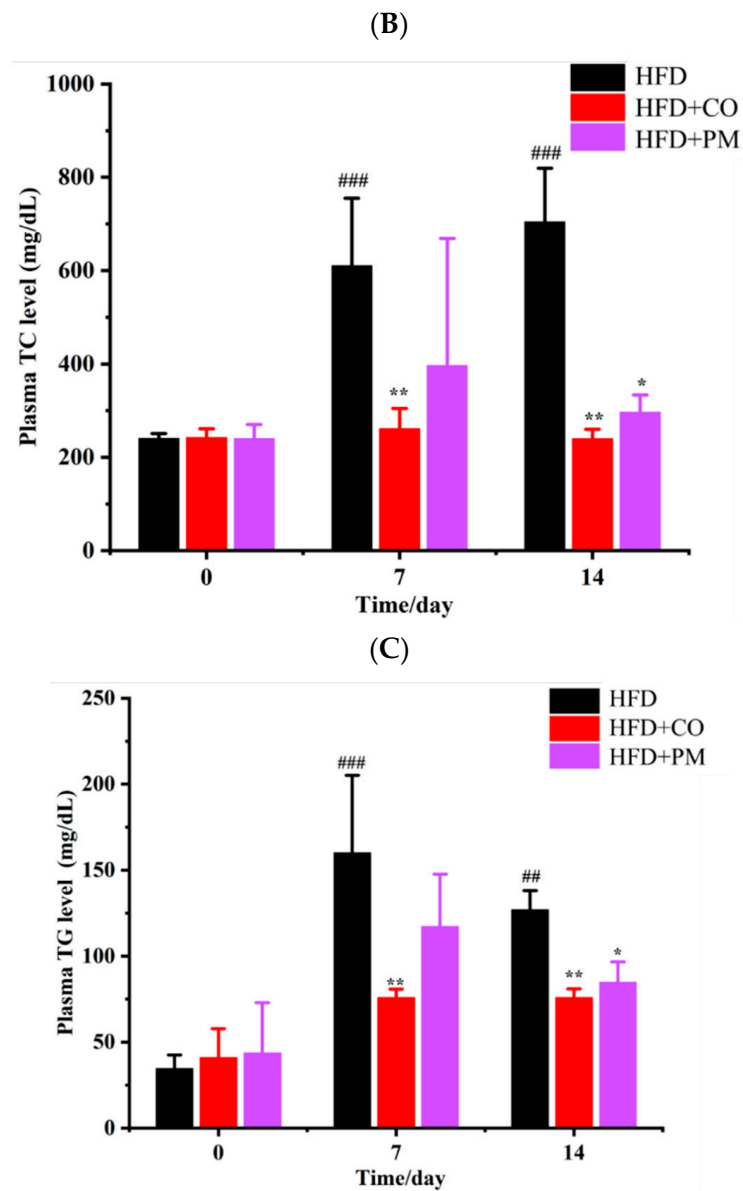 (B)
HFD
HFD+CO
HFD+PM
Plasma TC level (mg/dL)
1000
800
600
400
200
0
###
###
**
**
*
0 7 14
Time/day
(C)
HFD
HFD+CO
HFD+PM
Plasma TG level (mg/dL)
250
200
150
100
50
0
###
##
**
**
*
0 7 14
Time/day